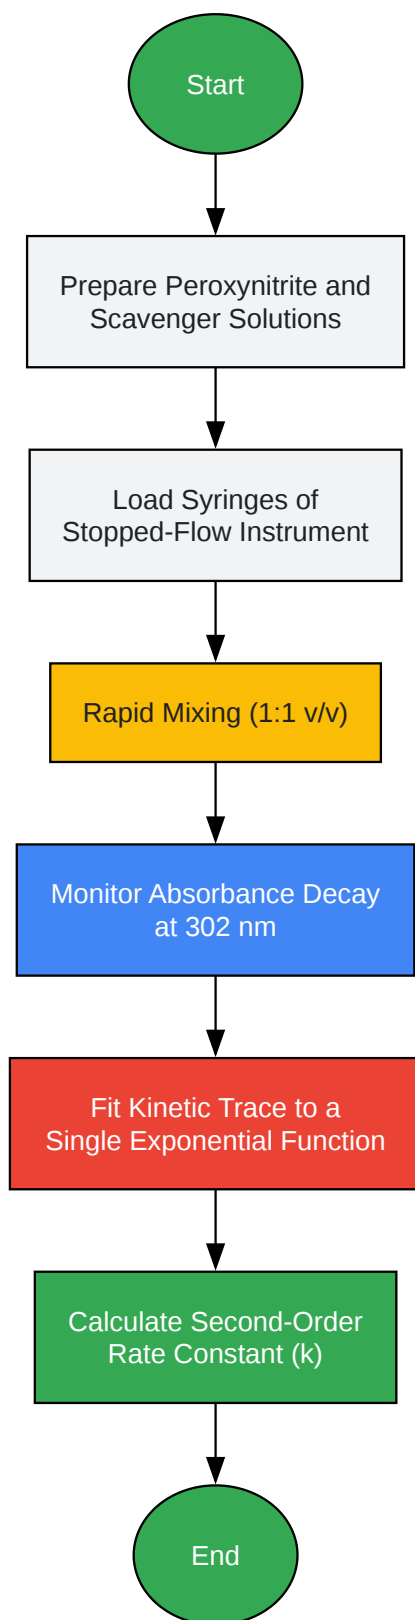 Start
Prepare Peroxynitrite and
Scavenger Solutions
Load Syringes of
Stopped-Flow Instrument
Rapid Mixing (1:1 v/v)
Monitor Absorbance Decay
at 302 nm
Fit Kinetic Trace to a
Single Exponential Function
Calculate Second-Order
Rate Constant (k)
End